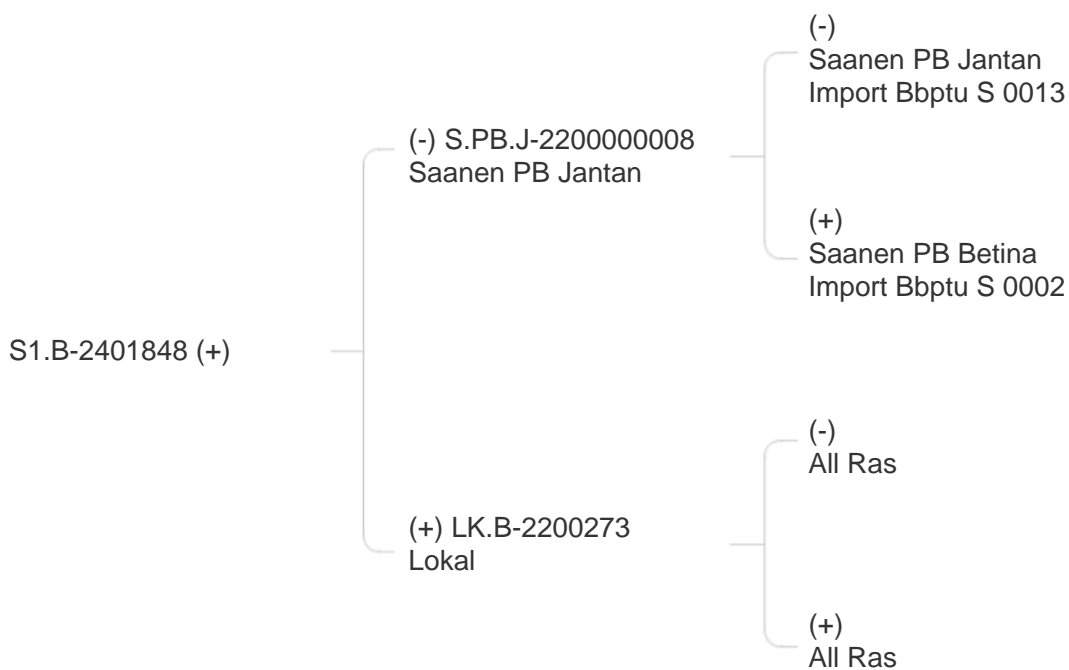 (-)
Saanen PB Jantan
Import Bbptu S 0013
(-) S.PB.J-2200000008
Saanen PB Jantan
(+)
Saanen PB Betina
Import Bbptu S 0002
S1.B-2401848 (+)
(-)
All Ras
(+) LK.B-2200273
Lokal
(+)
All Ras